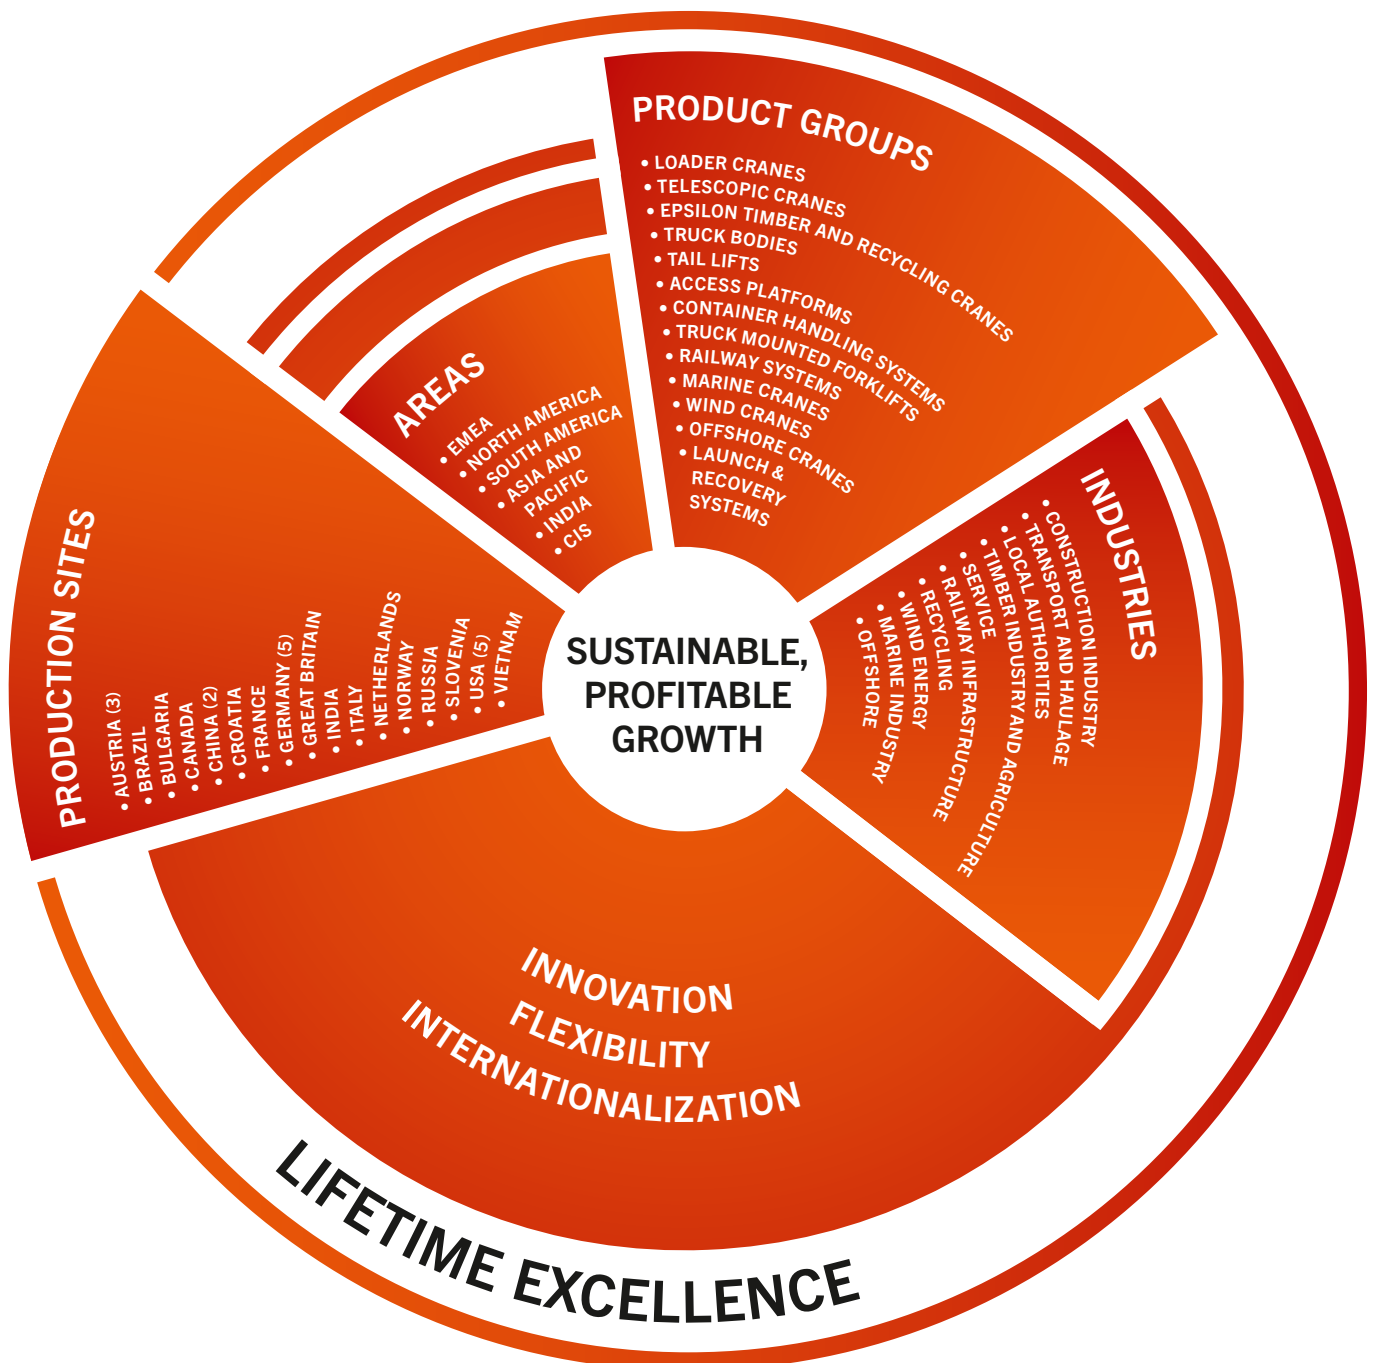 PRODUCT GROUPS
• LOADER CRANES
• TELESCOPIC CRANES
• EPSILON TIMBER AND RECYCLING CRANES
• TRUCK BODIES
• TAIL LIFTS
• ACCESS PLATFORMS
• CONTAINER HANDLING SYSTEMS
• TRUCK MOUNTED FORKLIFTS
• RAILWAY SYSTEMS
• MARINE CRANES
• WIND CRANES
• OFFSHORE CRANES
• LAUNCH &
RECOVERY
SYSTEMS
INDUSTRIES
• CONSTRUCTION INDUSTRY
• TRANSPORT AND HAULAGE
• LOCAL AUTHORITIES
• TIMBER INDUSTRY AND AGRICULTURE
• SERVICE
• RAILWAY INFRASTRUCTURE
• RECYCLING
• WIND ENERGY
• MARINE INDUSTRY
• OFFSHORE
AREAS
• EMEA
• NORTH AMERICA
• SOUTH AMERICA
• ASIA AND
PACIFIC
• INDIA
• CIS
PRODUCTION SITES
• AUSTRIA (3)
• BRAZIL
• BULGARIA
• CANADA
• CHINA (2)
• CROATIA
• FRANCE
• GERMANY (5)
• GREAT BRITAIN
• INDIA
• ITALY
• NETHERLANDS
• NORWAY
• RUSSIA
• SLOVENIA
• USA (5)
• VIETNAM
SUSTAINABLE,
PROFITABLE
GROWTH
INNOVATION
FLEXIBILITY
INTERNATIONALIZATION
LIFETIME EXCELLENCE